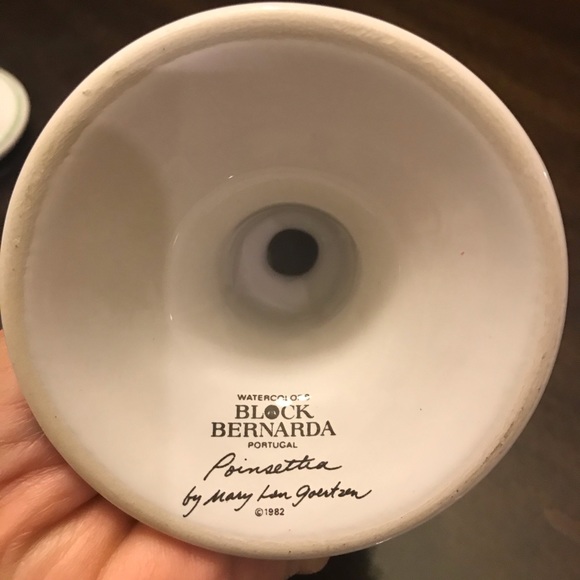 WATERCOLORS
BLOCK
BERNARDA
PORTUGAL
Poinsettia
by Mary Lou Goertzen
©1982